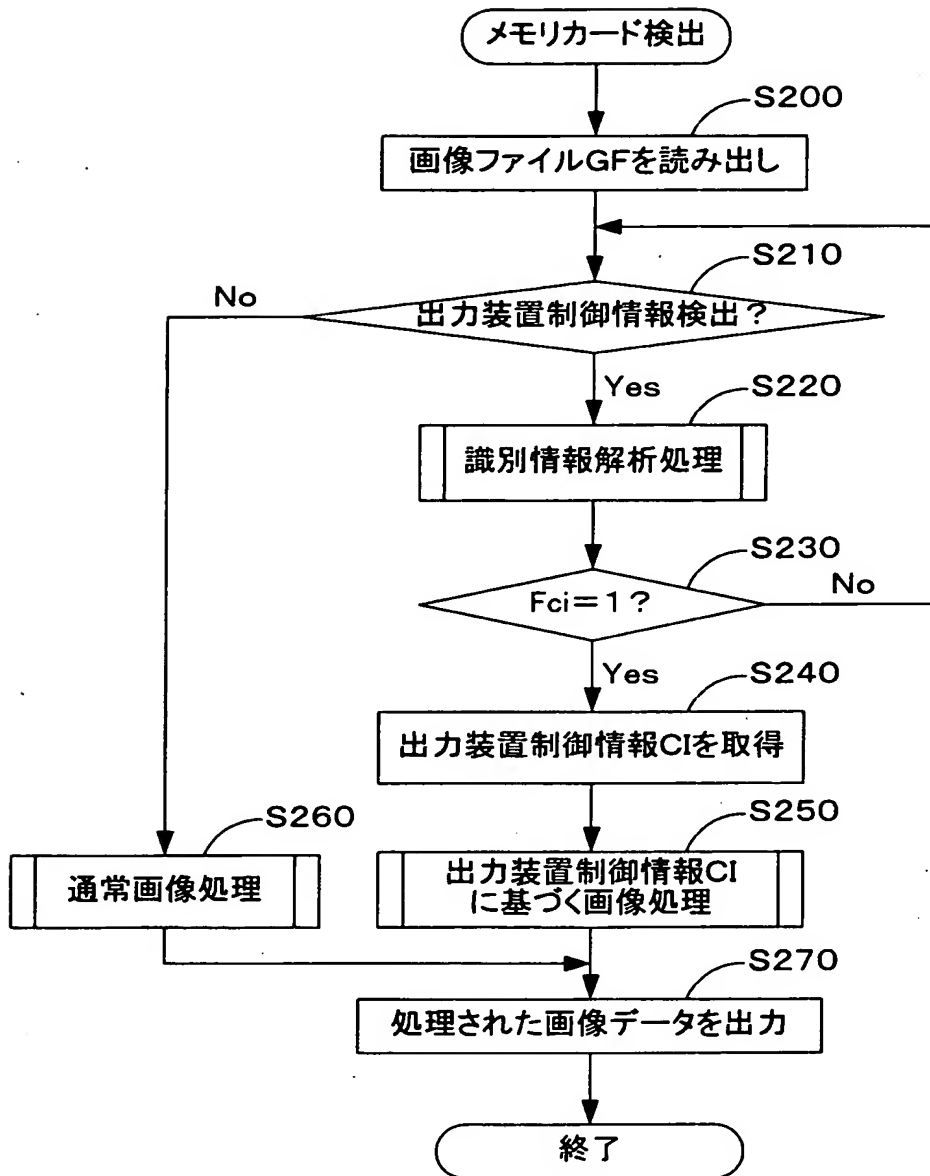 メモリカード検出
S200
画像ファイルGFを読み出し
S210
出力装置制御情報検出？
No
Yes
S220
識別情報解析処理
S230
Fci＝1？
No
Yes
S240
出力装置制御情報CIを取得
S250
出力装置制御情報CI
に基づく画像処理
S260
通常画像処理
S270
処理された画像データを出力
終了